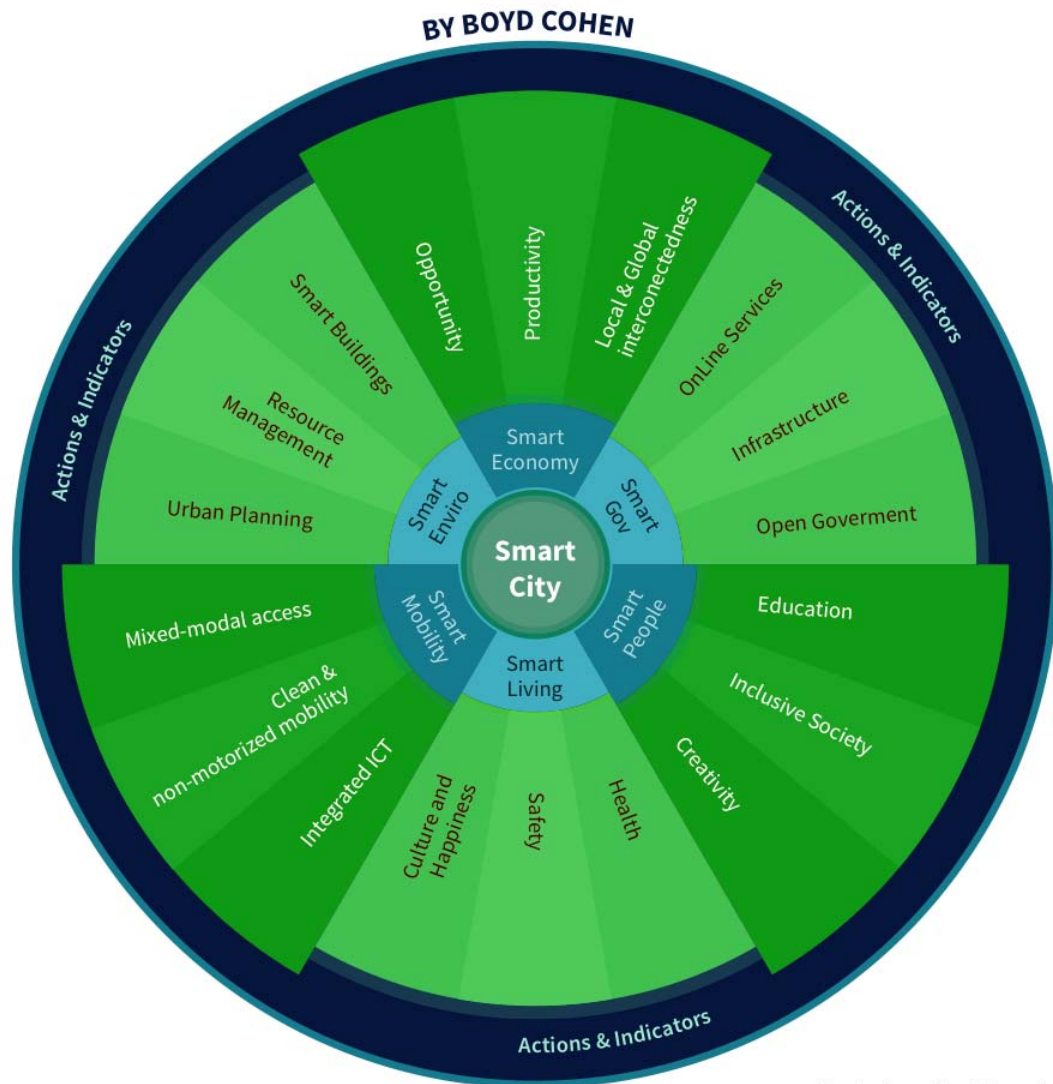 BY BOYD COHEN
Actions & Indicators
Actions & Indicators
Opportunity
Productivity
Local & Global
interconnectedness
Smart Buildings
Resource
Management
Urban Planning
OnLine Services
Infrastructure
Open Goverment
Smart
Economy
Smart
Enviro
Smart
Gov
Smart
City
Smart
Mobility
Smart
Living
Smart
People
Mixed-modal access
Clean &
non-motorized mobility
Integrated ICT
Culture and
Happiness
Safety
Health
Education
Inclusive Society
Creativity
Actions & Indicators